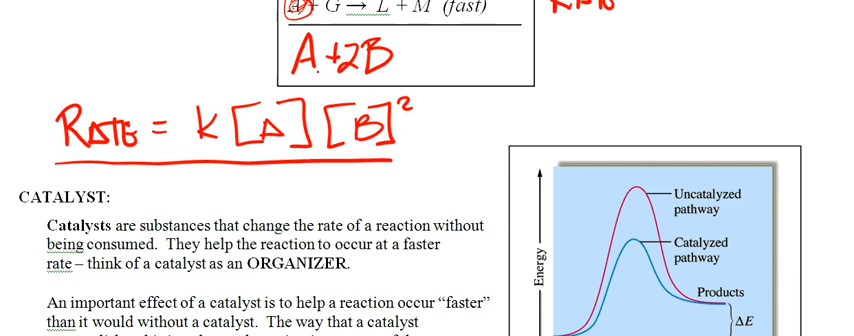 + G → L + M (fast)
A + 2B
RATE = K [A] [B]²
CATALYST:
Catalysts are substances that change the rate of a reaction without
being consumed. They help the reaction to occur at a faster
rate – think of a catalyst as an ORGANIZER.
An important effect of a catalyst is to help a reaction occur “faster”
than it would without a catalyst. The way that a catalyst
Energy
Uncatalyzed
pathway
Catalyzed
pathway
Products
ΔE